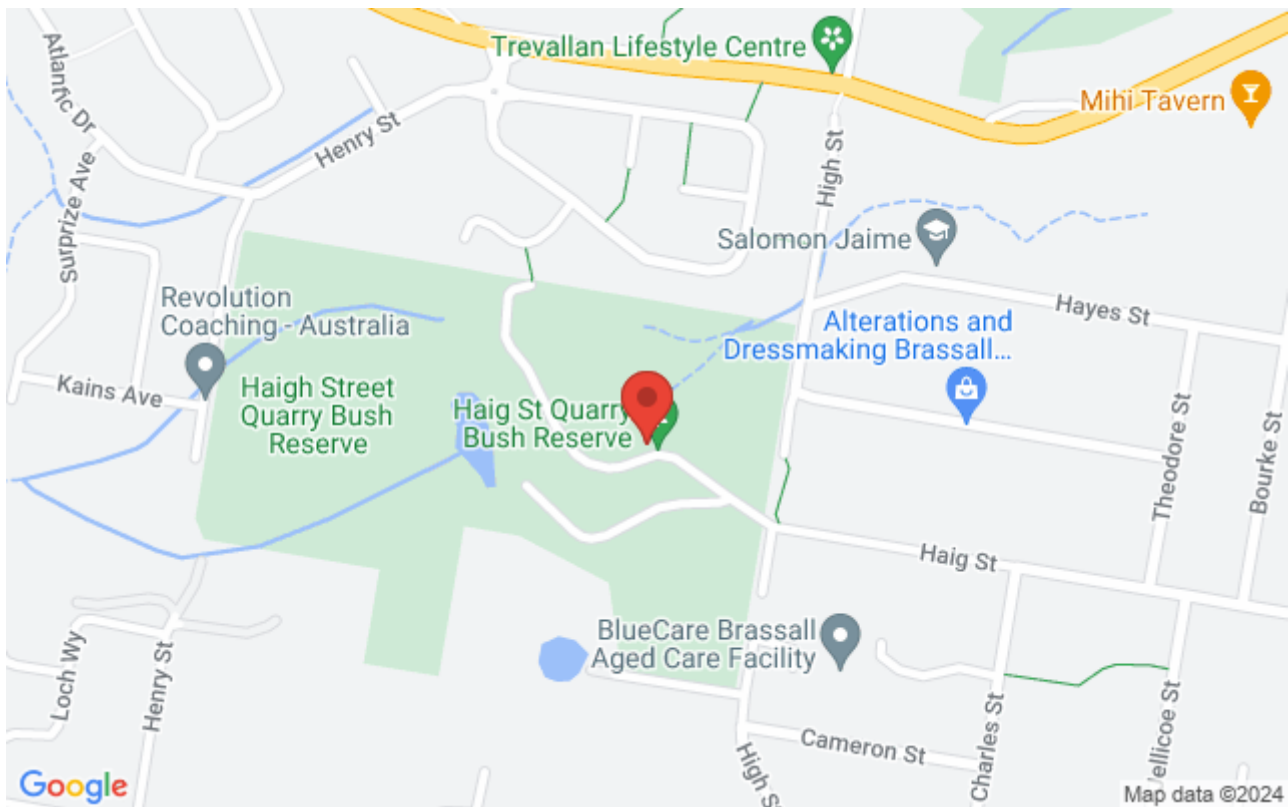 Trevallan Lifestyle Centre
Mihi Tavern
Atlantic Dr
Henry St
High St
Surprize Ave
Salomon Jaime
Revolution
Coaching - Australia
Hayes St
Alterations and
Dressmaking Brassall...
Kains Ave
Haigh Street
Quarry Bush
Reserve
Haig St Quarry
Bush Reserve
Theodore St
Bourke St
Haig St
BlueCare Brassall
Aged Care Facility
Loch Wy
Henry St
Cameron St
Charles St
High St
Google
Map data ©2024